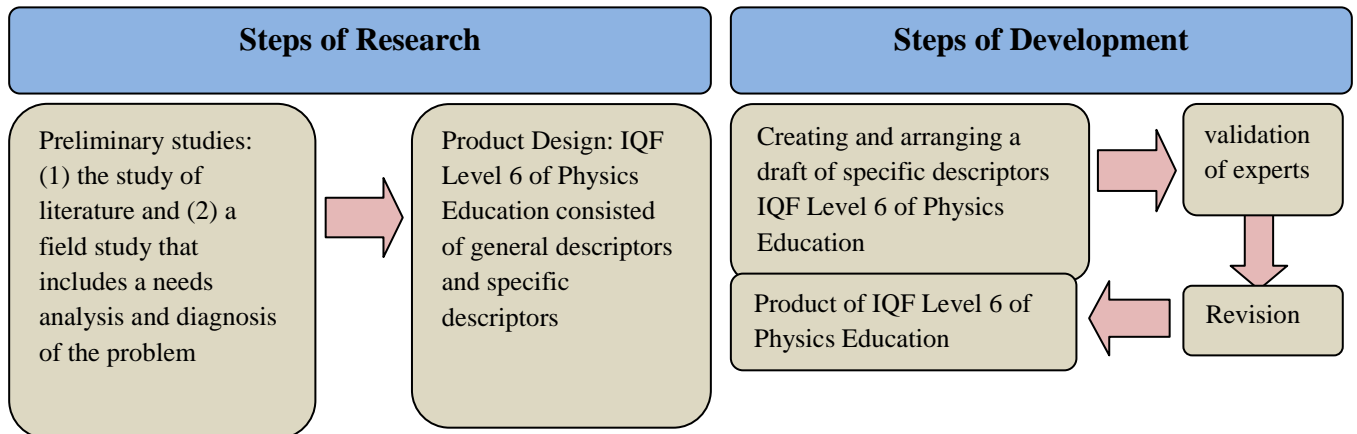 Steps of Research
Preliminary studies:
(1) the study of
literature and (2) a
field study that
includes a needs
analysis and diagnosis
of the problem
Product Design: IQF
Level 6 of Physics
Education consisted
of general descriptors
and specific
descriptors
Steps of Development
Creating and arranging a
draft of specific descriptors
IQF Level 6 of Physics
Education
validation
of experts
Revision
Product of IQF Level 6 of
Physics Education